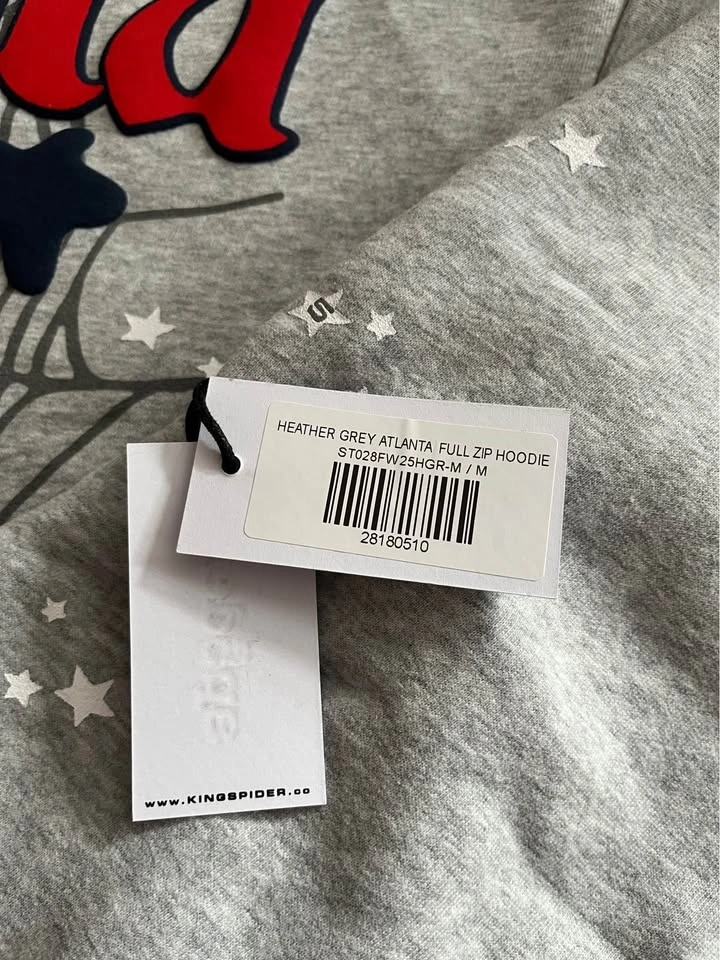 S
HEATHER GREY ATLANTA FULL ZIP HOODIE
ST028FW25HGR-M / M
28180510
www.KINGSPIDER.co